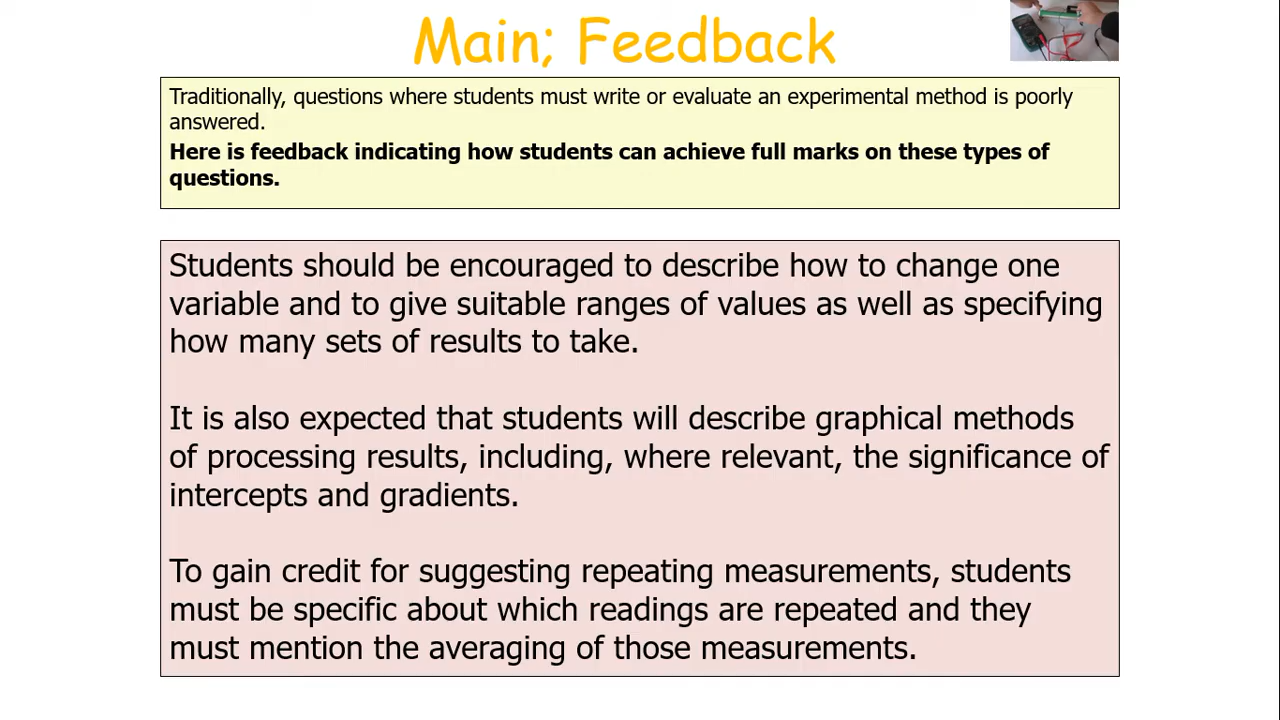 Main; Feedback
Traditionally, questions where students must write or evaluate an experimental method is poorly
answered.
Here is feedback indicating how students can achieve full marks on these types of
questions.
Students should be encouraged to describe how to change one
variable and to give suitable ranges of values as well as specifying
how many sets of results to take.
It is also expected that students will describe graphical methods
of processing results, including, where relevant, the significance of
intercepts and gradients.
To gain credit for suggesting repeating measurements, students
must be specific about which readings are repeated and they
must mention the averaging of those measurements.